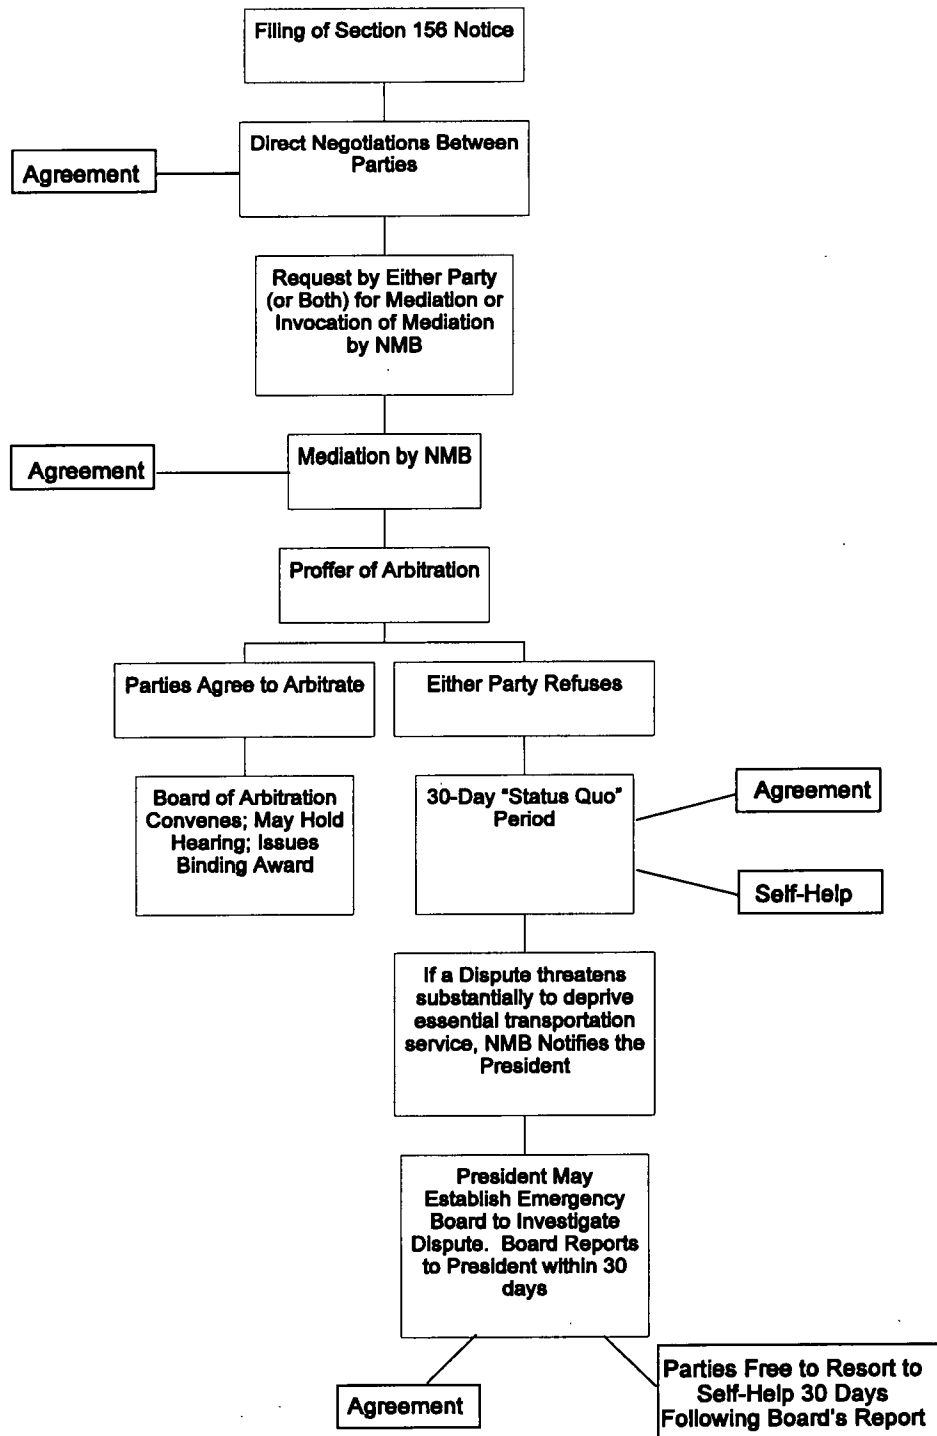 Filing of Section 156 Notice
Direct Negotiations Between
Parties
Agreement
Request by Either Party
(or Both) for Mediation or
Invocation of Mediation
by NMB
Mediation by NMB
Agreement
Proffer of Arbitration
Parties Agree to Arbitrate
Either Party Refuses
Board of Arbitration
Convenes; May Hold
Hearing; Issues
Binding Award
30-Day "Status Quo"
Period
Agreement
Self-Help
If a Dispute threatens
substantially to deprive
essential transportation
service, NMB Notifies the
President
President May
Establish Emergency
Board to Investigate
Dispute. Board Reports
to President within 30
days
Agreement
Parties Free to Resort to
Self-Help 30 Days
Following Board's Report